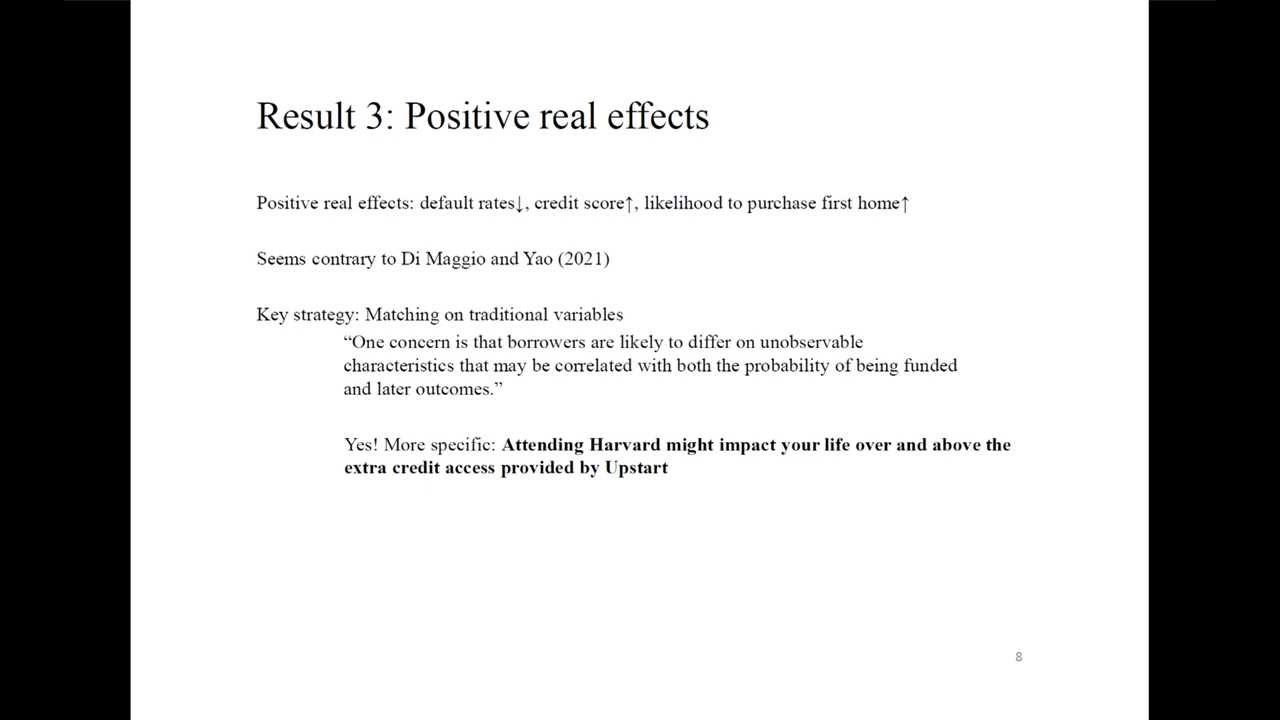 Result 3: Positive real effects
Positive real effects: default rates↓, credit score↑, likelihood to purchase first home↑
Seems contrary to Di Maggio and Yao (2021)
Key strategy: Matching on traditional variables
“One concern is that borrowers are likely to differ on unobservable
characteristics that may be correlated with both the probability of being funded
and later outcomes.”
Yes! More specific: Attending Harvard might impact your life over and above the
extra credit access provided by Upstart
8